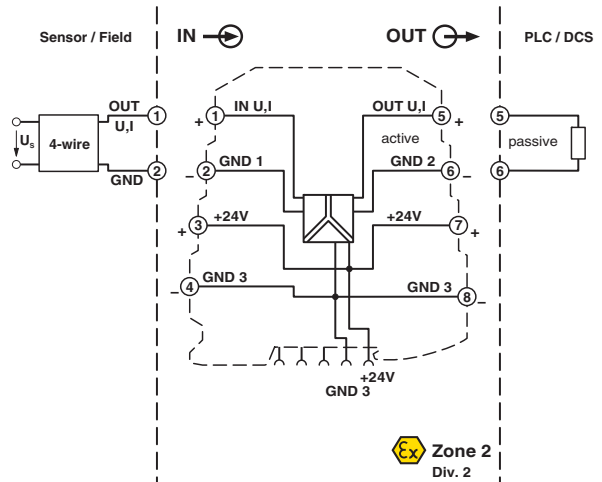 Sensor / Field
IN
OUT
PLC / DCS
OUT
U,I
1
+
1
IN U,I
OUT U,I
5
+
5
Us
4-wire
active
passive
GND
2
–
2
GND 1
GND 2
6
–
6
+
3
+24V
+24V
7
+
–
4
GND 3
GND 3
8
–
+24V
GND 3
Ex
Zone 2
Div. 2